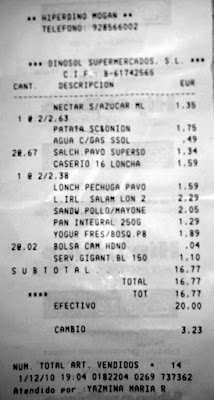 ** HIPERDINO MOGAN **
TELEFONO: 928566002
*** DINOSOL SUPERMERCADOS, S.L. ***
C.I.F.: B-61742565
CANT. DESCRIPCION EUR
NECTAR S/AZUCAR ML 1.35
1 @ 2/2.63
PATATA SC&ONION 1.75
AGUA C/GAS SSOL .49
20.67 SALCH.PAVO SUPERSO 1.34
CASERIO 16 LONCHA 1.59
1 @ 2/2.38
LONCH PECHUGA PAVO 1.59
L.IRL. SALAM LON 2 2.29
SANDW.POLLO/MAYONE 2.05
PAN INTEGRAL 250G 1.29
YOGUR FRES/BOSQ.P8 1.89
20.02 BOLSA CAM HDNO .04
SERV.GIGANT.BL 150 1.10
SUBTOTAL.... 16.77
TOTAL 16.77
**** TOT 16.77
EFECTIVO 20.00
CAMBIO 3.23
NUM. TOTAL ART. VENDIDOS = 14
1/12/10 19:04 0182204 0269 737362
Atendido por :YAZMINA MARIA R